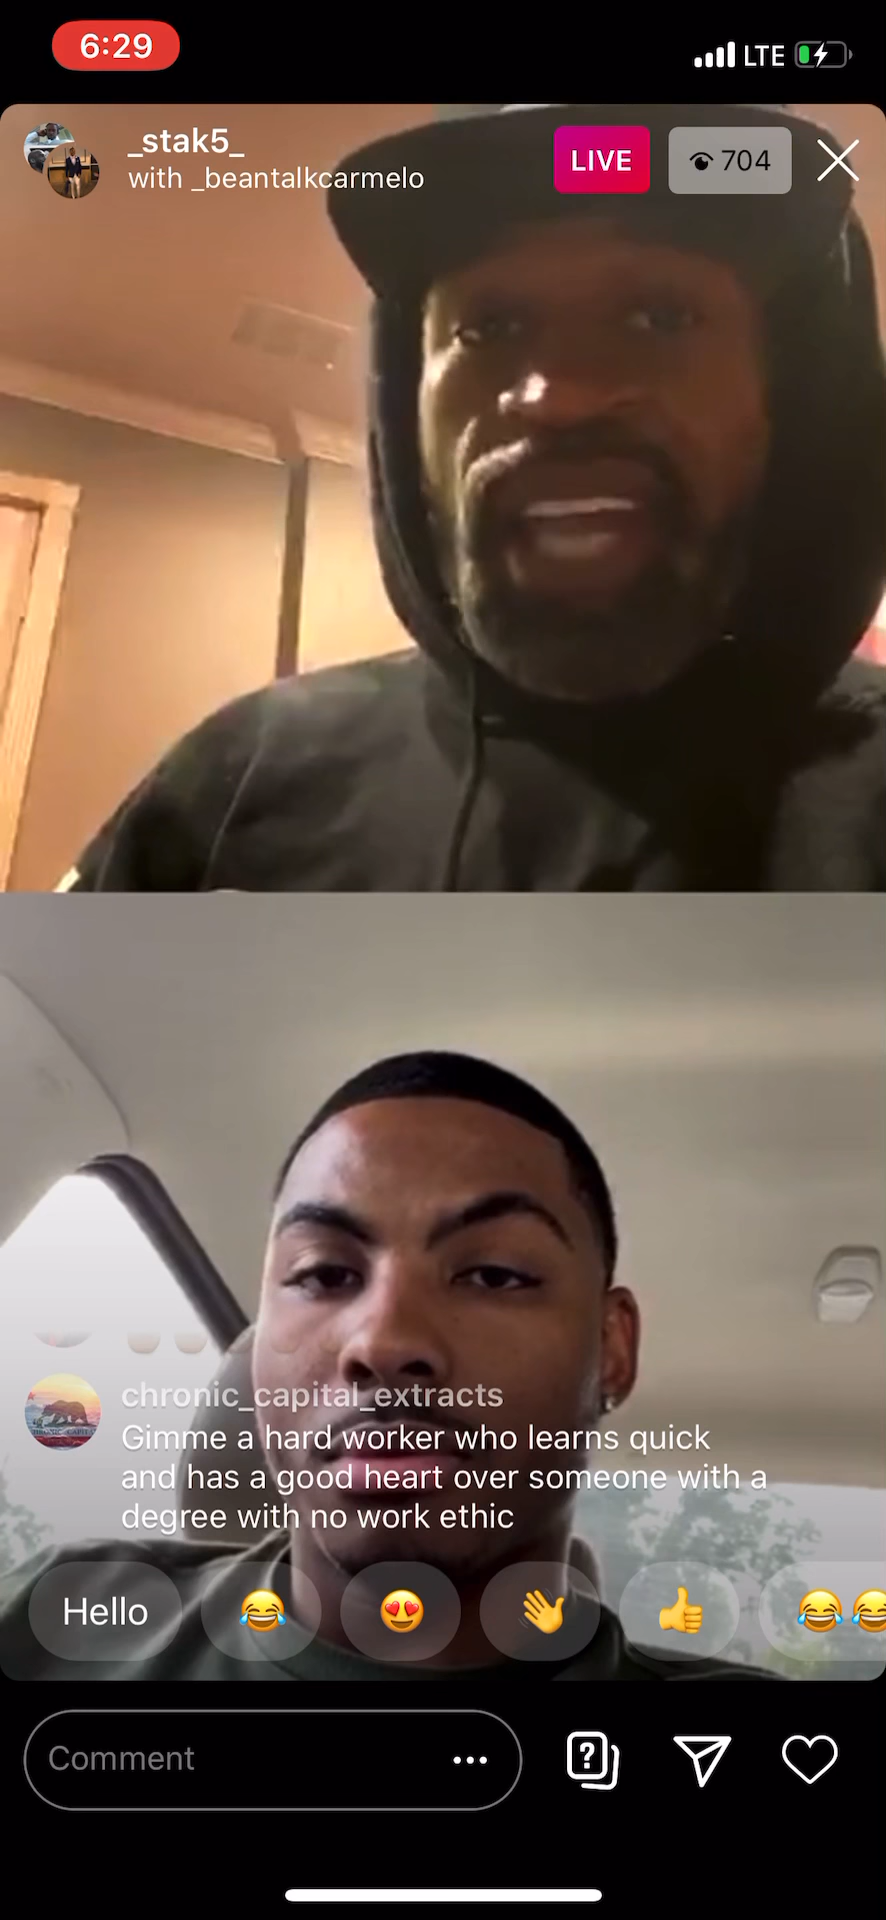 6:29
LTE
_stak5_
with _beantalkcarmelo
LIVE
704
chronic_capital_extracts
Gimme a hard worker who learns quick
and has a good heart over someone with a
degree with no work ethic
Hello
Comment